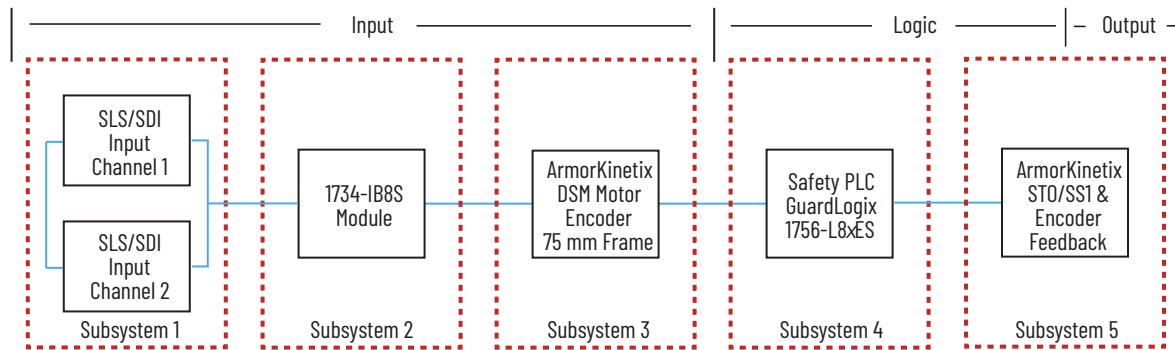 Input
Logic
Output
SLS/SDI
Input
Channel 1
SLS/SDI
Input
Channel 2
Subsystem 1
1734-IB8S
Module
Subsystem 2
ArmorKinetix
DSM Motor
Encoder
75 mm Frame
Subsystem 3
Safety PLC
GuardLogix
1756-L8xES
Subsystem 4
ArmorKinetix
STO/SS1 &
Encoder
Feedback
Subsystem 5